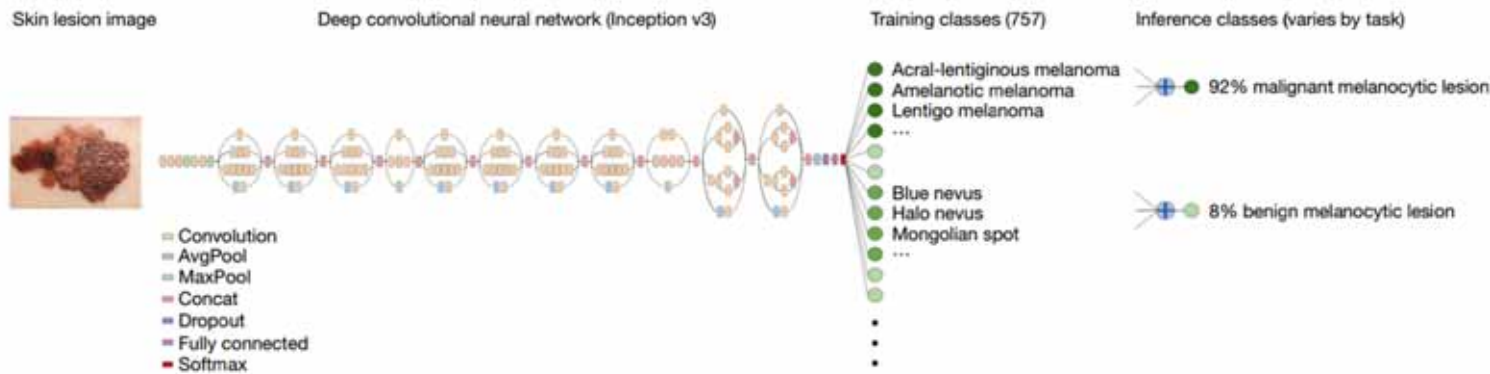 Skin lesion image
Deep convolutional neural network (Inception v3)
Training classes (757)
Inference classes (varies by task)
Acral-lentiginous melanoma
Amelanotic melanoma
Lentigo melanoma
...
Blue nevus
Halo nevus
Mongolian spot
...
92% malignant melanocytic lesion
8% benign melanocytic lesion
Convolution
AvgPool
MaxPool
Concat
Dropout
Fully connected
Softmax